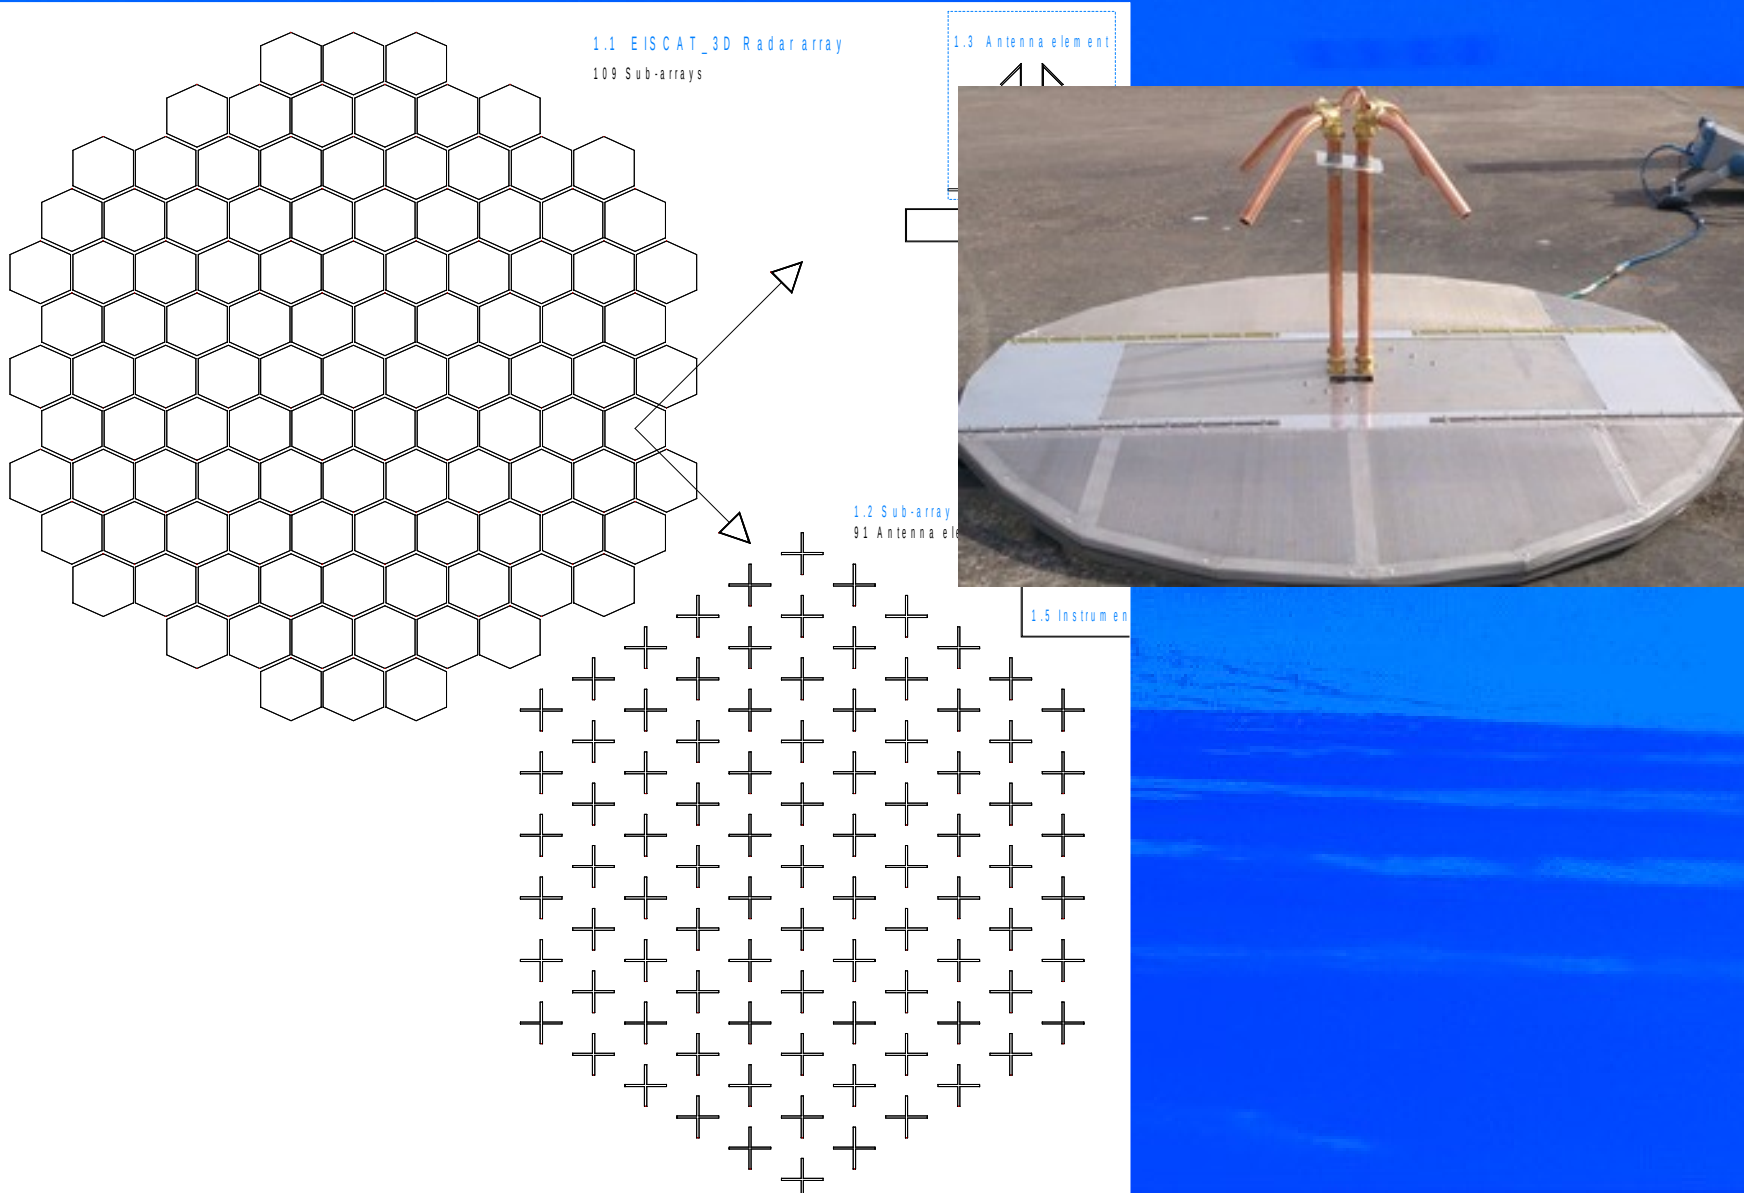 1.1 EISCAT_3D Radar array
109 Sub-arrays
1.3 Antenna element
1.2 Sub-array
91 Antenna
1.5